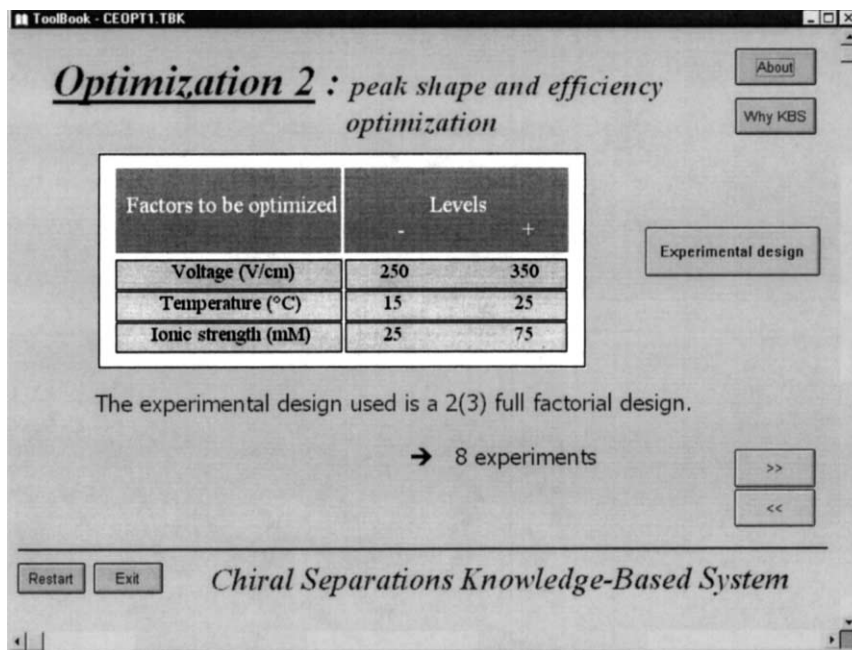 ToolBook - CEOPT1.TBK
Optimization 2 : peak shape and efficiency
optimization
About
Why KBS
Factors to be optimized Levels
- +
Voltage (V/cm) 250 350
Temperature (°C) 15 25
Ionic strength (mM) 25 75
Experimental design
The experimental design used is a 2(3) full factorial design.
➔ 8 experiments
>>
<<
Restart Exit Chiral Separations Knowledge-Based System